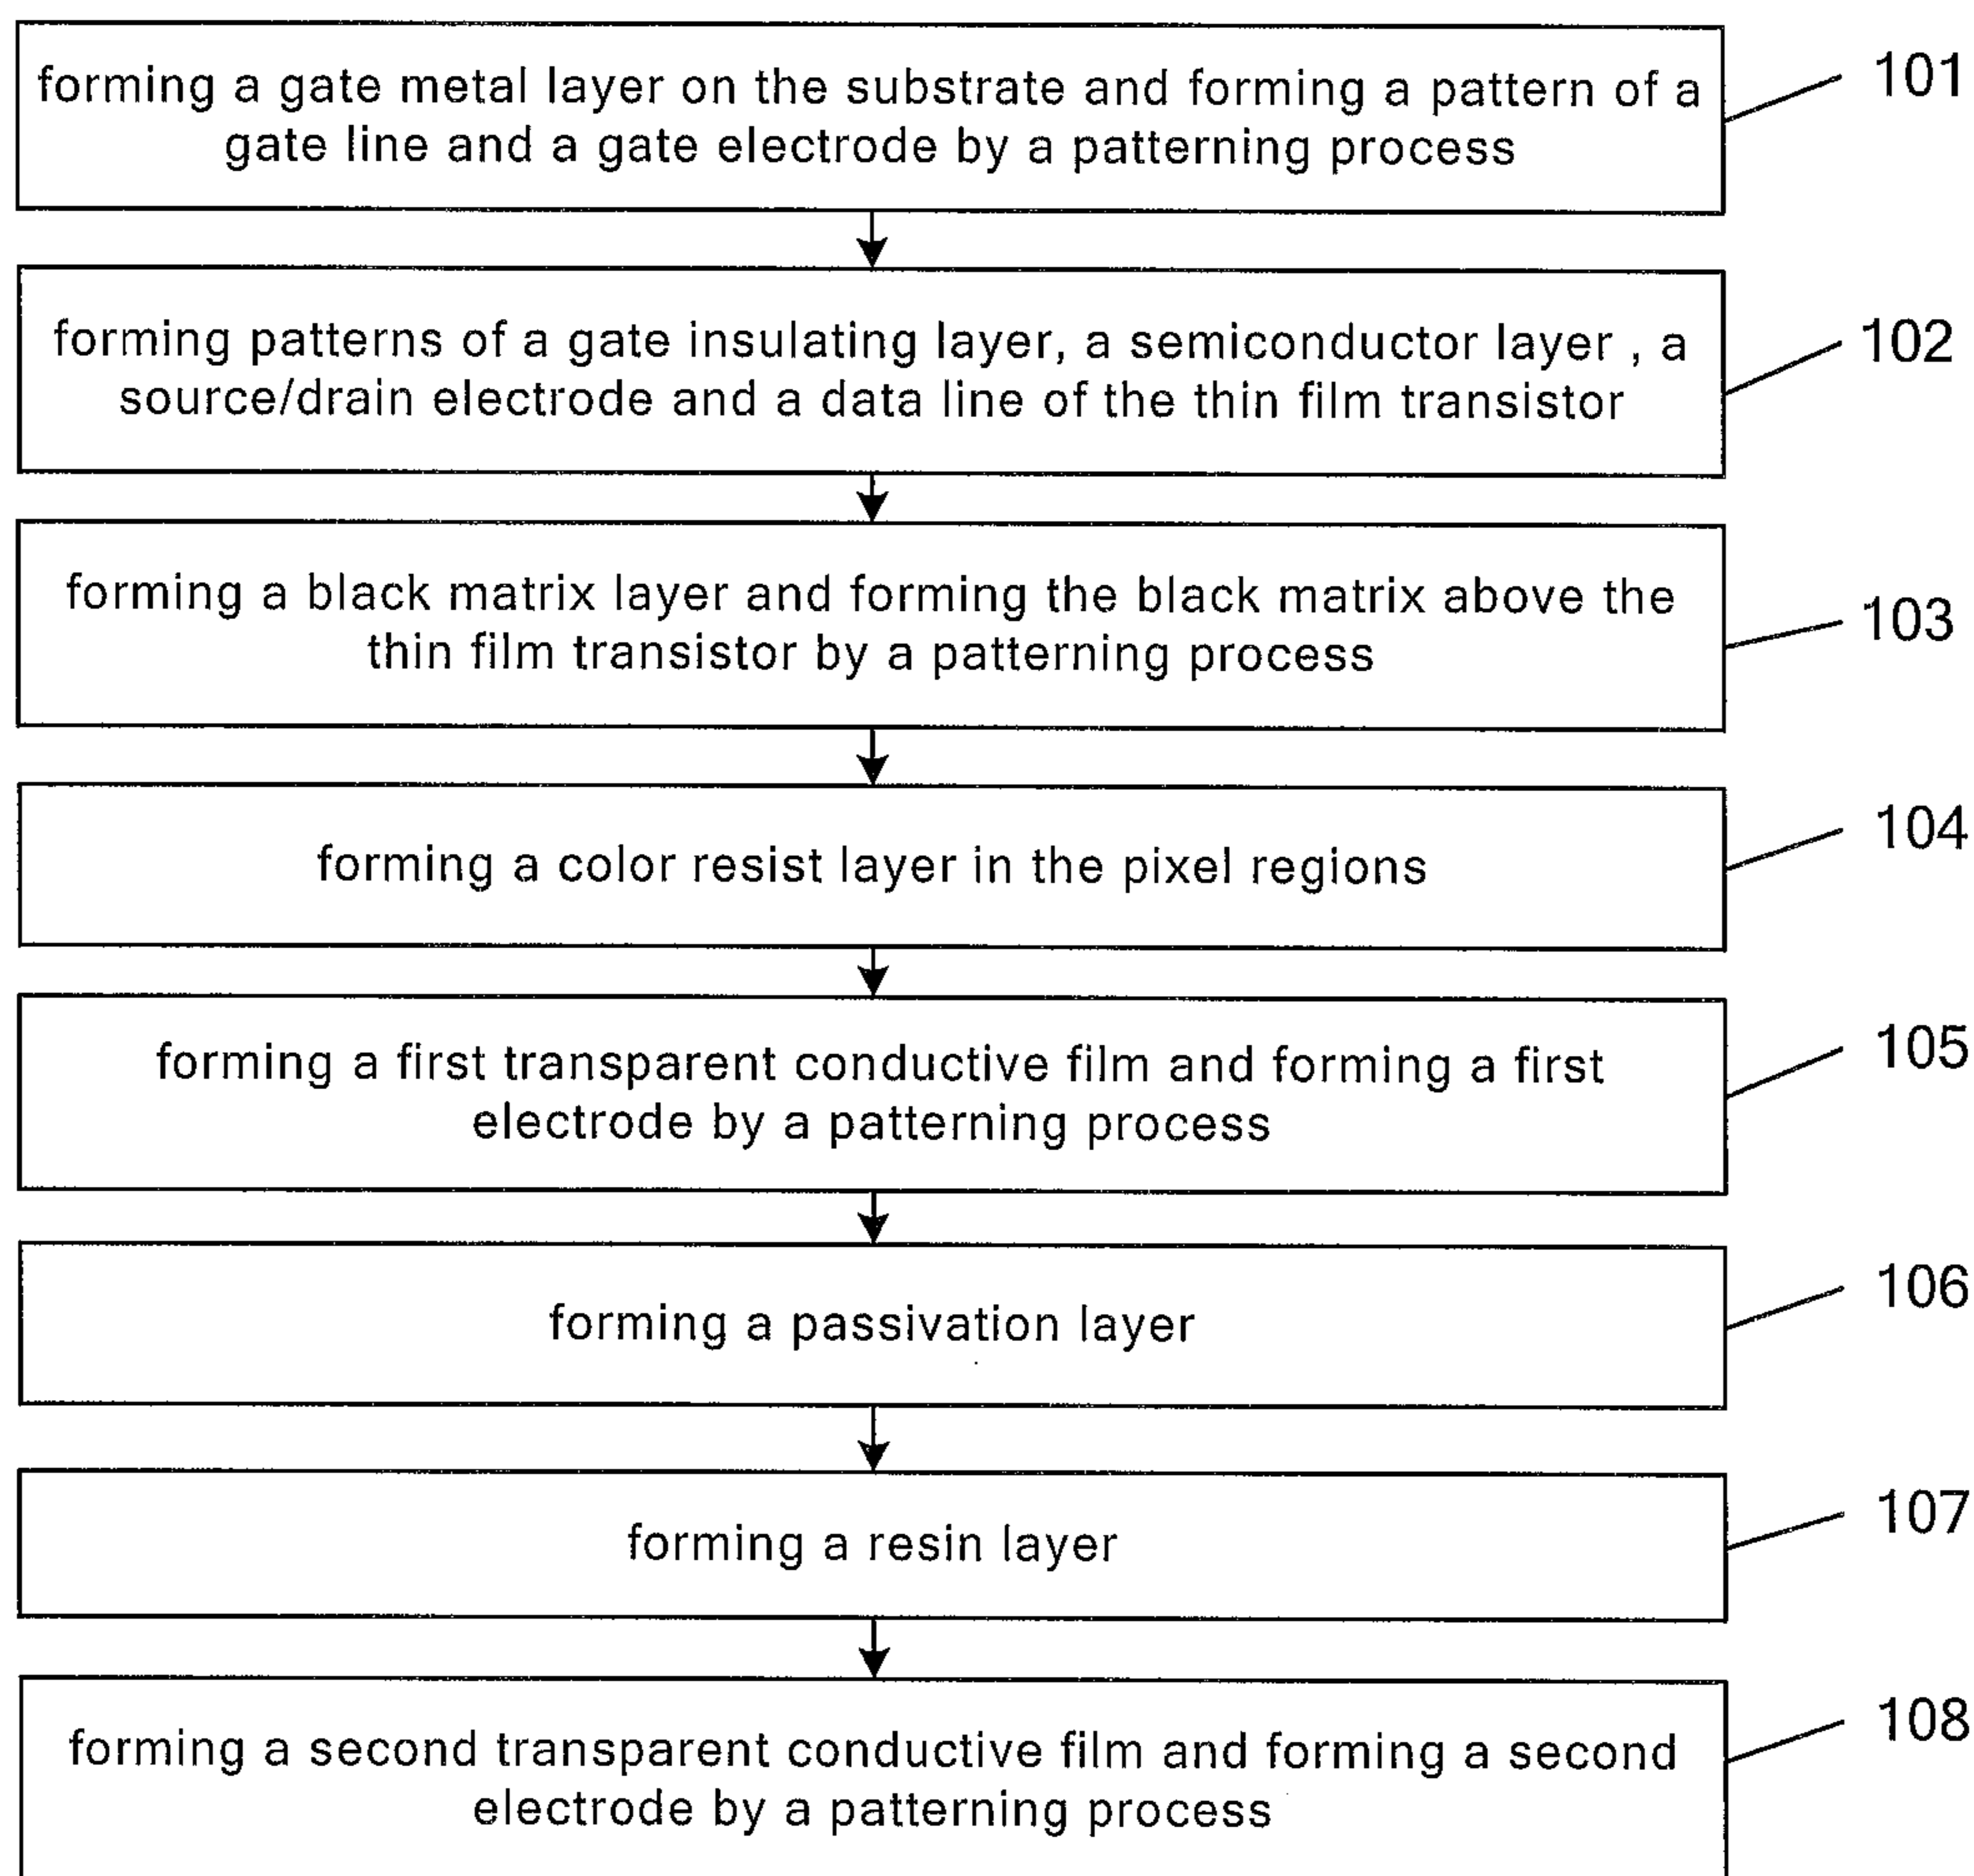 forming a gate metal layer on the substrate and forming a pattern of a
gate line and a gate electrode by a patterning process
101
forming patterns of a gate insulating layer, a semiconductor layer , a
source/drain electrode and a data line of the thin film transistor
102
forming a black matrix layer and forming the black matrix above the
thin film transistor by a patterning process
103
forming a color resist layer in the pixel regions
104
forming a first transparent conductive film and forming a first
electrode by a patterning process
105
forming a passivation layer
106
forming a resin layer
107
forming a second transparent conductive film and forming a second
electrode by a patterning process
108